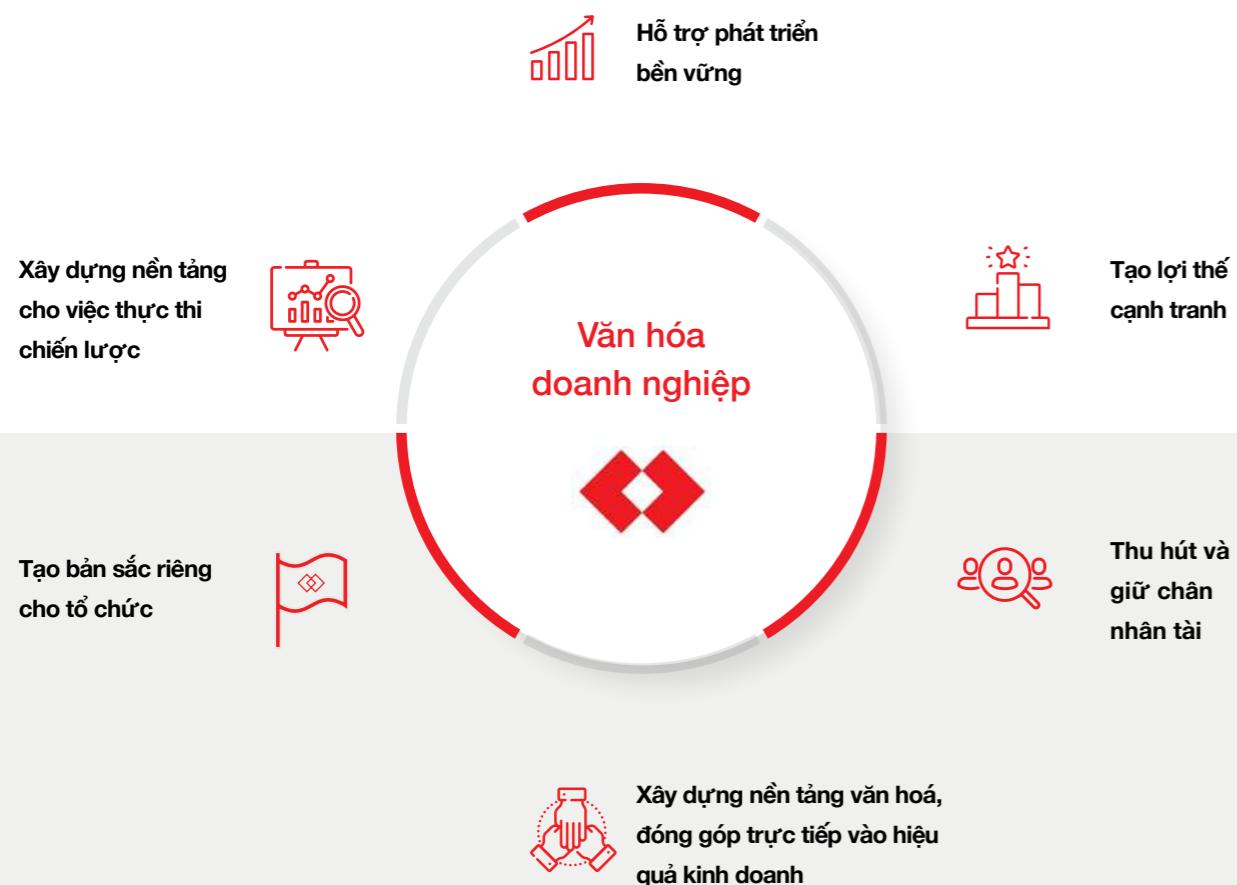 Hỗ trợ phát triển
bền vững
Xây dựng nền tảng
cho việc thực thi
chiến lược
Văn hóa
doanh nghiệp
Tạo lợi thế
cạnh tranh
Tạo bản sắc riêng
cho tổ chức
Thu hút và
giữ chân
nhân tài
Xây dựng nền tảng văn hoá,
đóng góp trực tiếp vào hiệu
quả kinh doanh